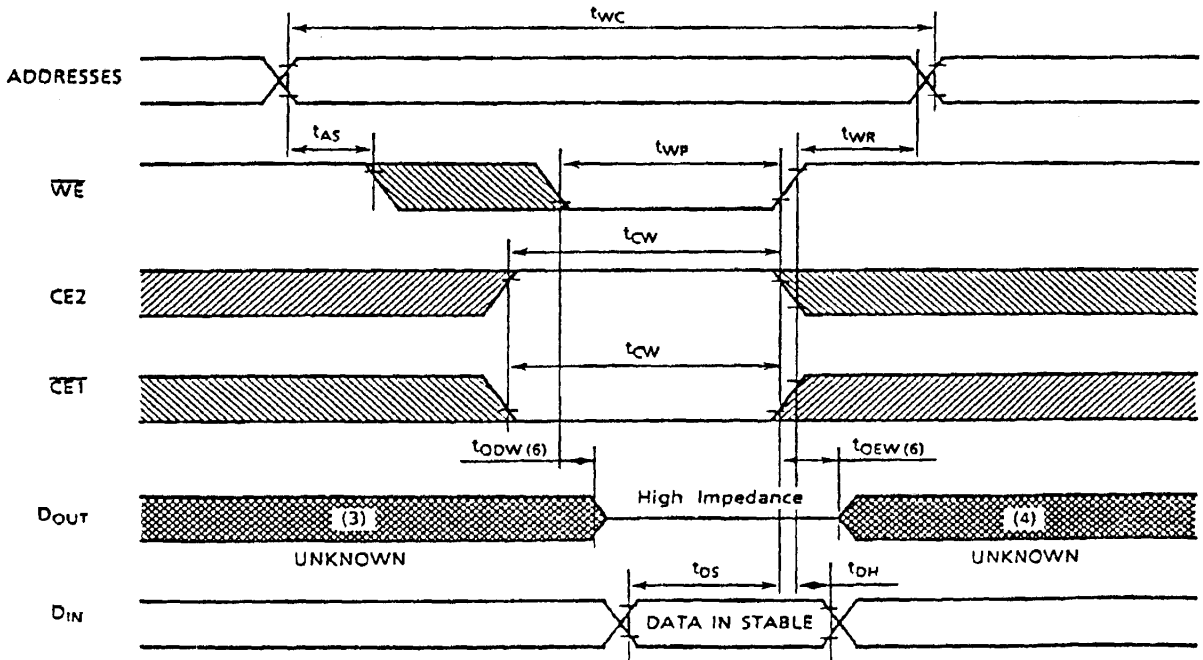 tWC
ADDRESSES
tAS
tWP
tWR
WE
tCW
CE2
tCW
CE1
tODW (6)
tOEW (6)
High Impedance
DOUT
(3)
(4)
UNKNOWN
UNKNOWN
tDS
tDH
DIN
DATA IN STABLE